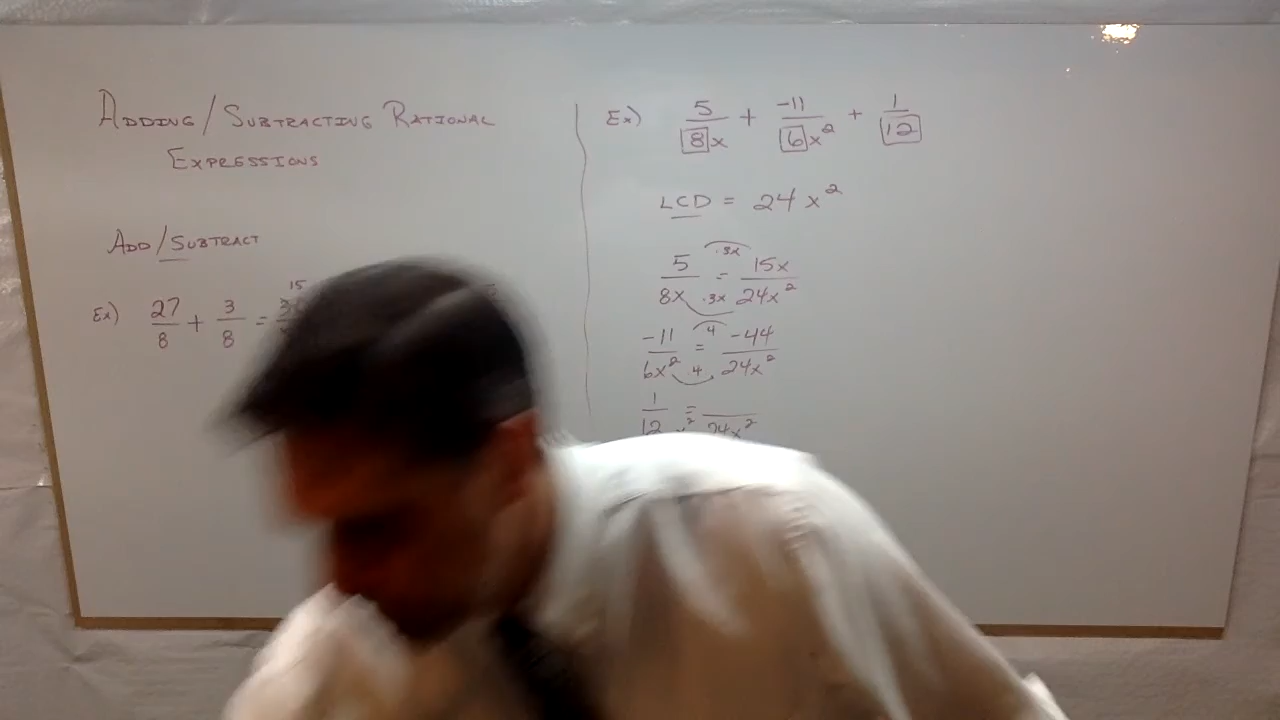 ADDING/SUBTRACTING RATIONAL
EXPRESSIONS
ADD/SUBTRACT
Ex) 27/8 + 3/8 =
15
Ex) 5/8x + -11/6x² + 1/12
LCD = 24x²
·3x
5/8x = 15x/24x²
·3x
4
-11/6x² = -44/24x²
4
1/12 = /24x²